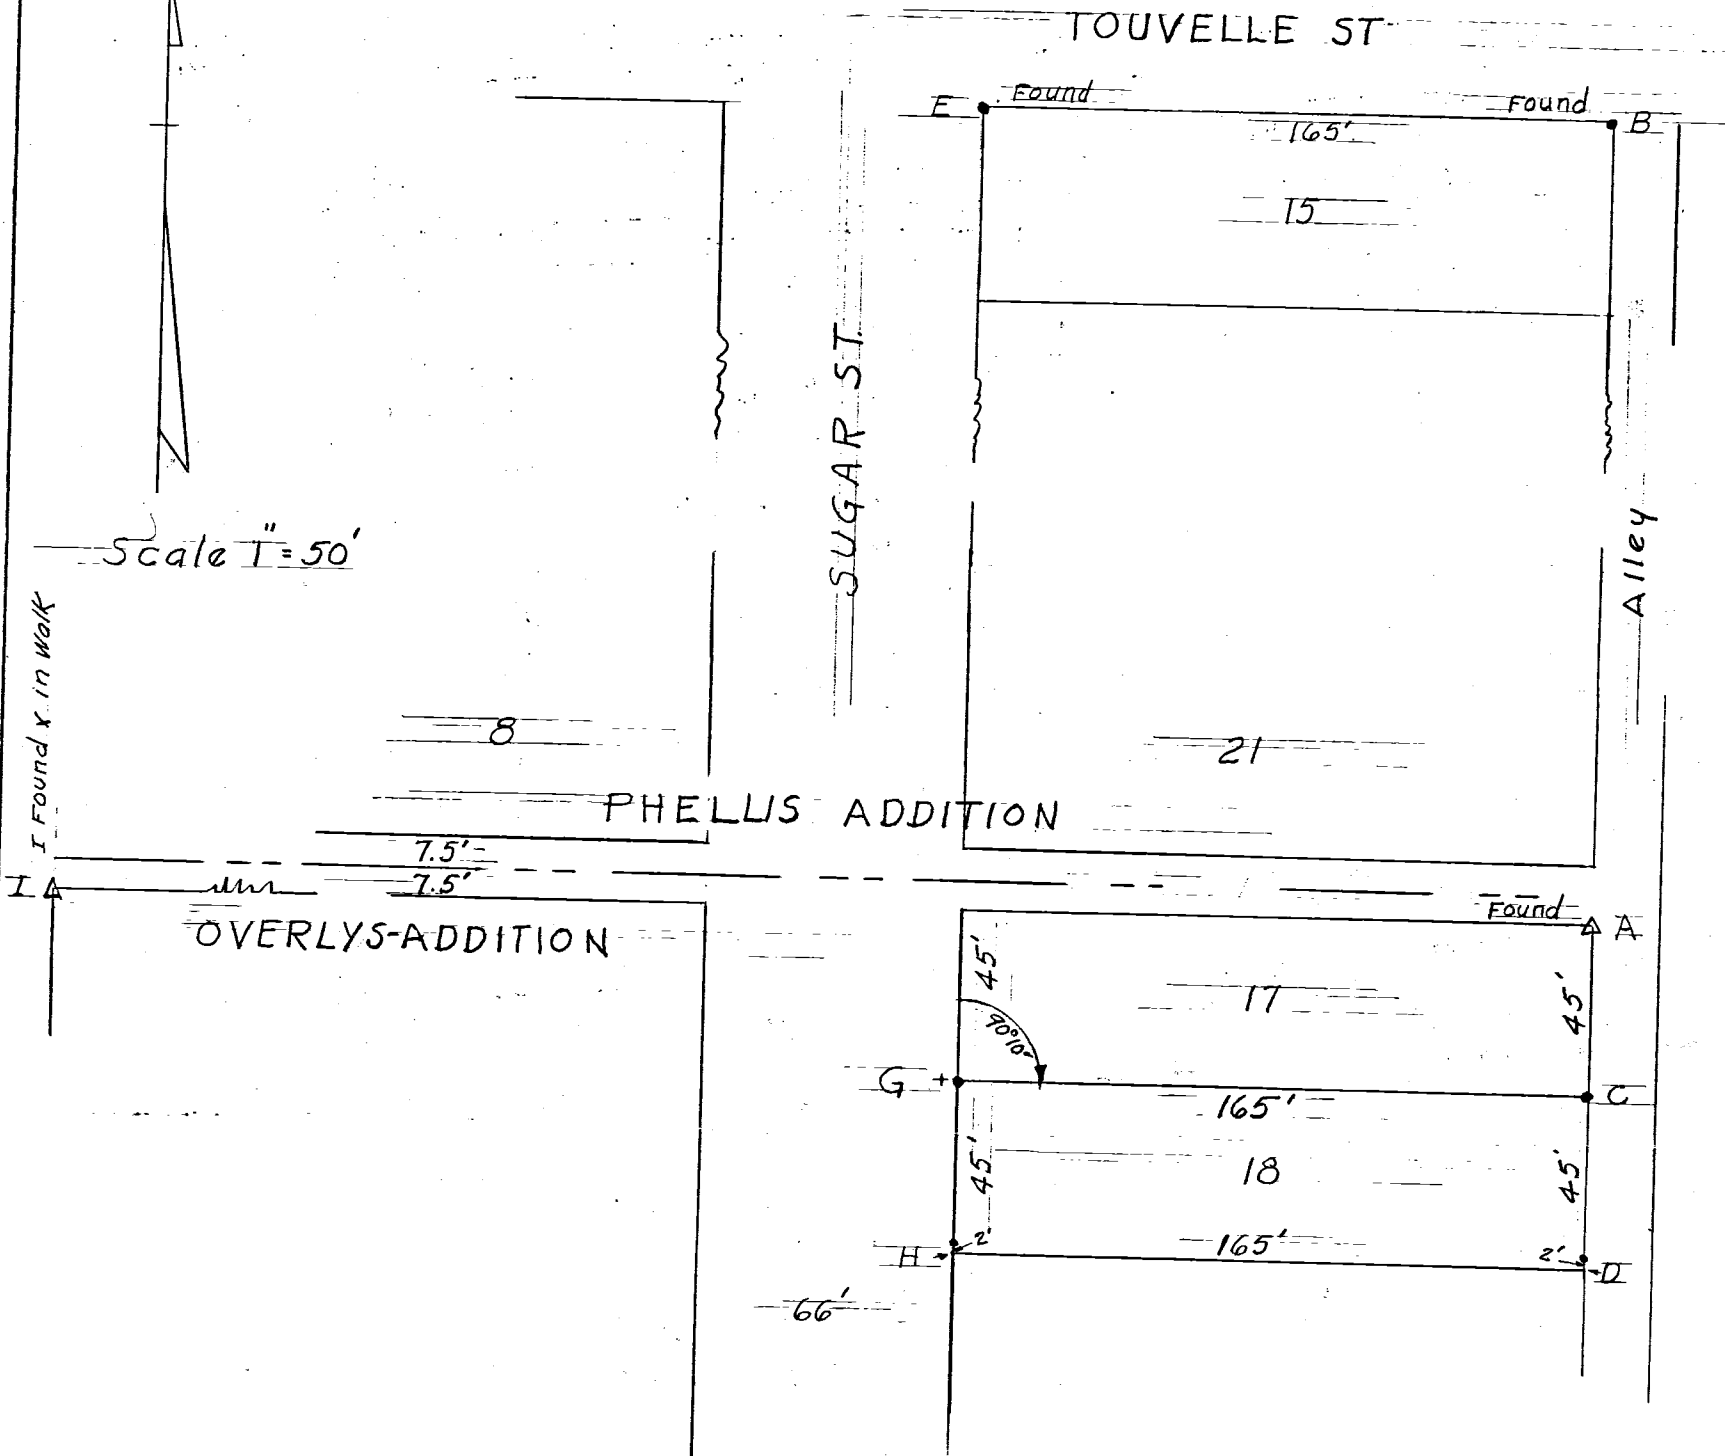 TOUVELLE ST
E
Found
Found
B
165'
15
SUGAR ST.
Alley
Scale 1"=50'
I Found x in Walk
8
21
PHELLIS ADDITION
7.5'
7.5'
I
OVERLYS-ADDITION
Found
A
45'
17
45'
90°10'
G
165'
C
45'
18
45'
H
2'
165'
2'
D
66'